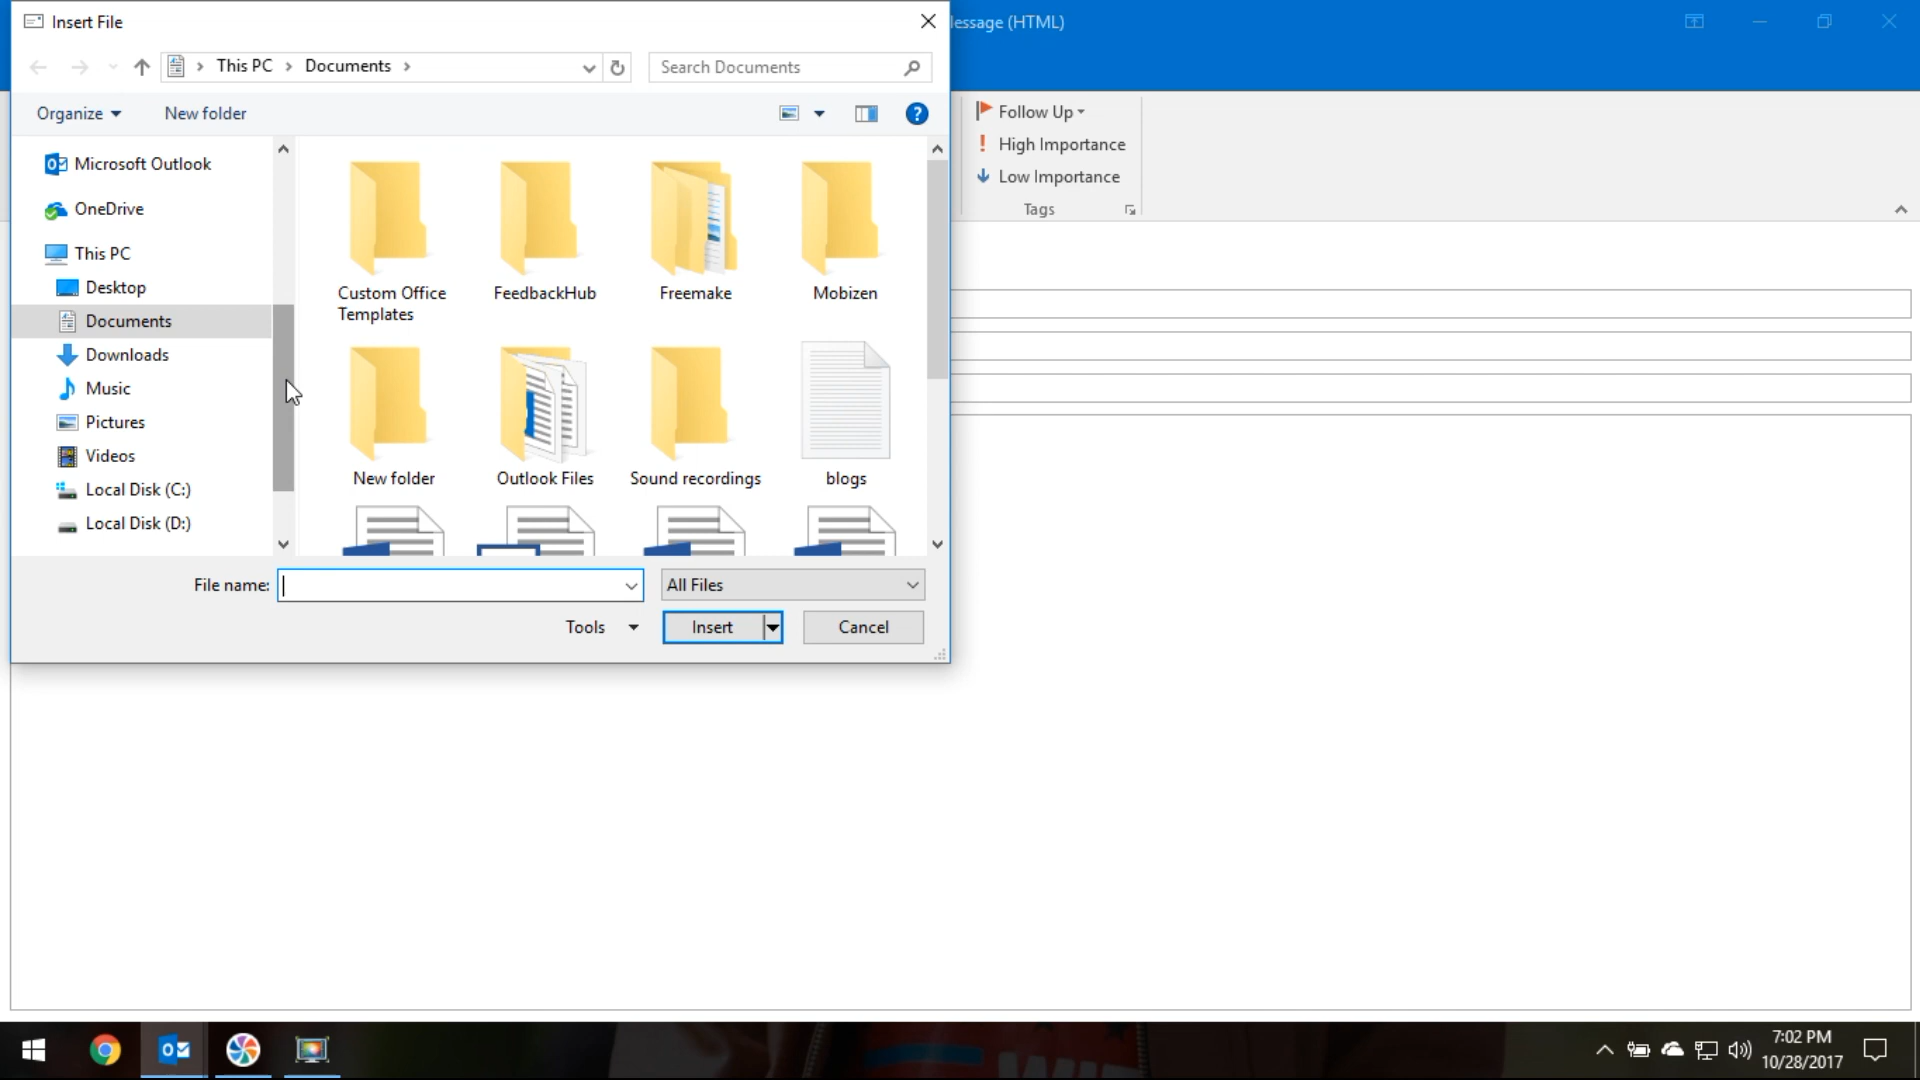 Insert File
essage (HTML)
This PC
Documents
Search Documents
Organize
New folder
Follow Up
High Importance
Low Importance
Tags
Microsoft Outlook
OneDrive
This PC
Desktop
Documents
Downloads
Music
Pictures
Videos
Local Disk (C:)
Local Disk (D:)
Custom Office
Templates
FeedbackHub
Freemake
Mobizen
New folder
Outlook Files
Sound recordings
blogs
File name:
All Files
Tools
Insert
Cancel
7:02 PM
10/28/2017